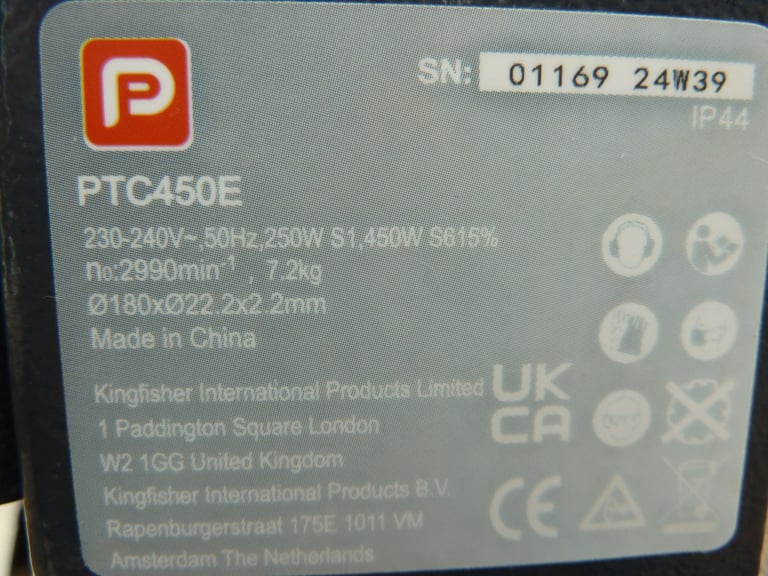 P
SN: 01169 24W39
IP44
PTC450E
230-240V~,50Hz,250W S1,450W S615%
n₀:2990min⁻¹ , 7.2kg
Ø180xØ22.2x2.2mm
Made in China
Kingfisher International Products Limited
1 Paddington Square London
W2 1GG United Kingdom
Kingfisher International Products B.V.
Rapenburgerstraat 175E 1011 VM
Amsterdam The Netherlands
UK
CA
CE